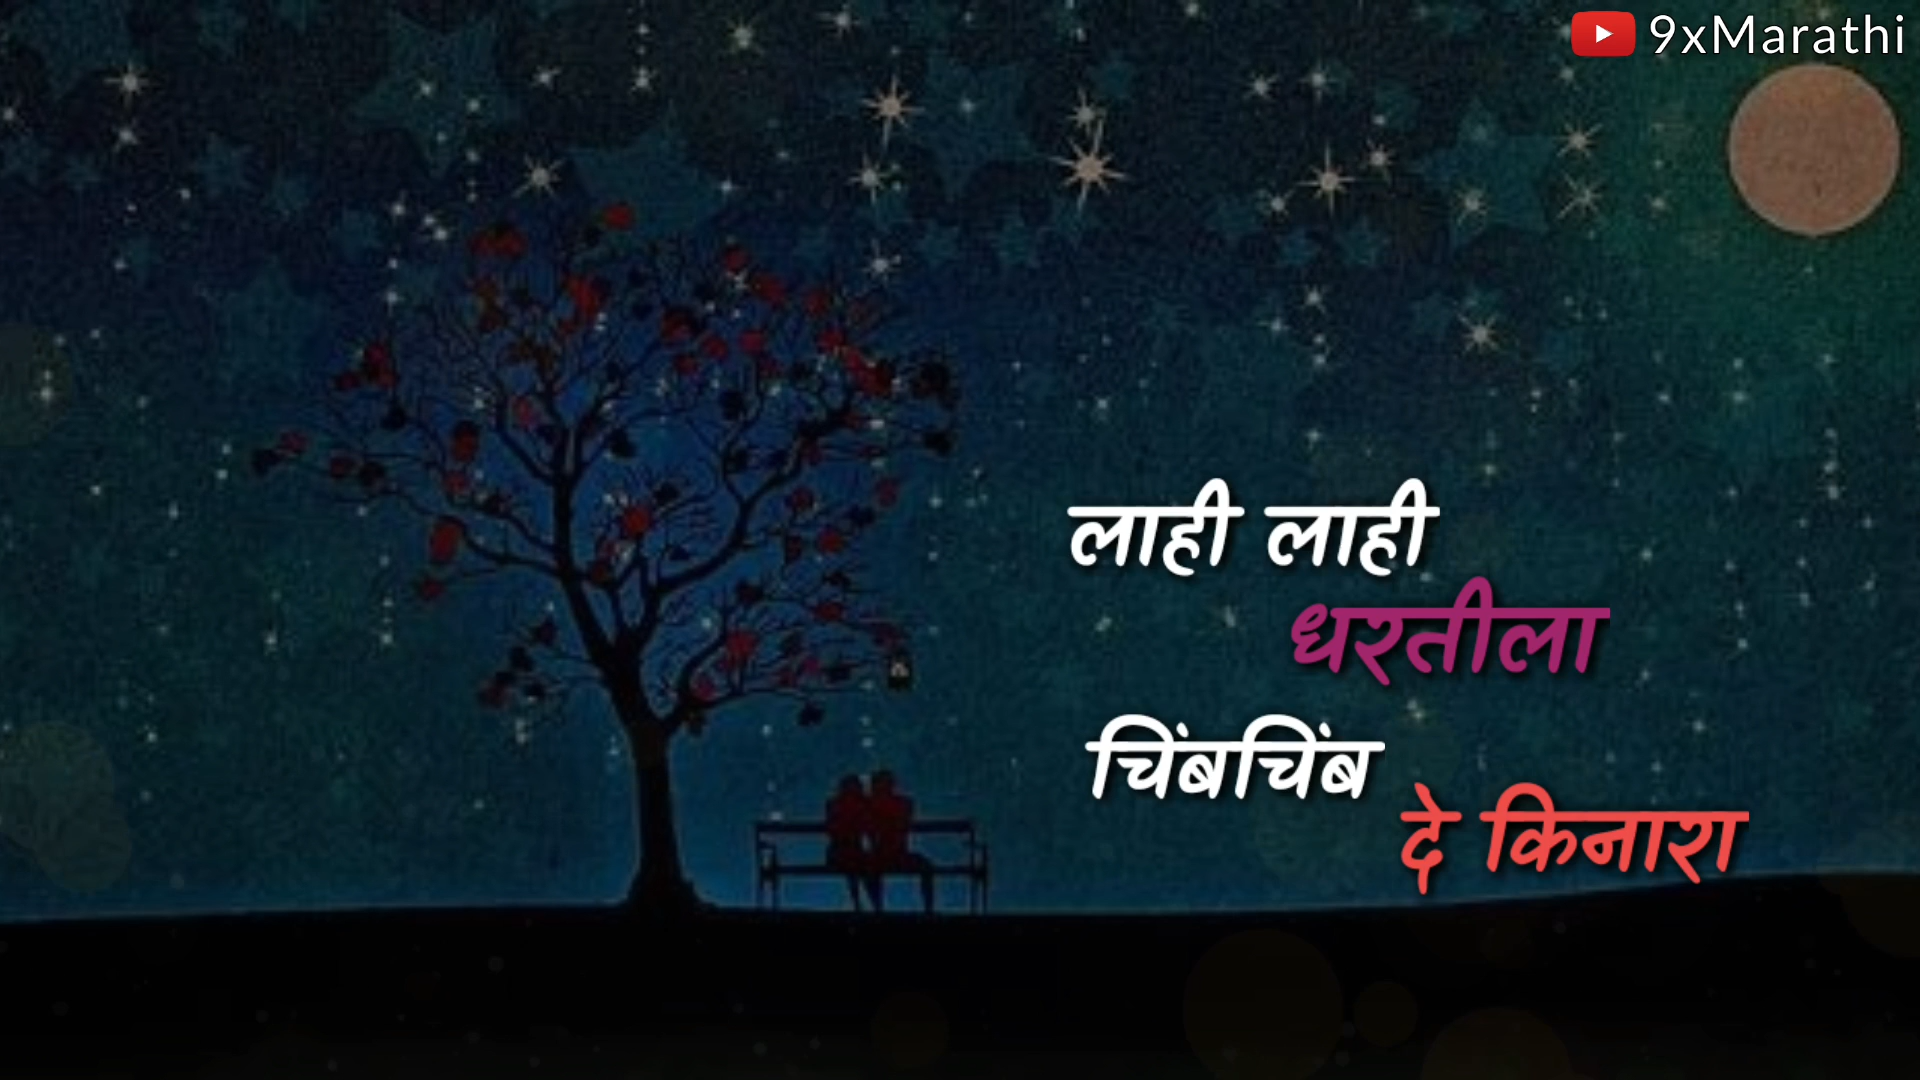 9xMarathi
लाही लाही
धरतीला
चिंबचिंब
दे किनारा